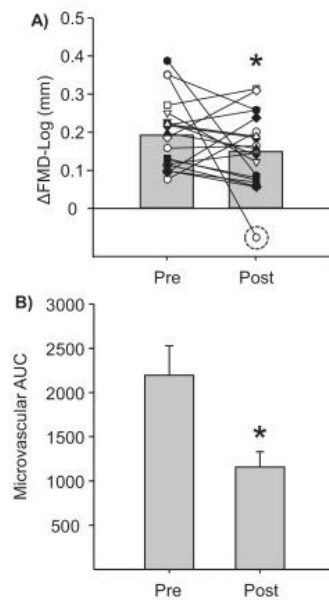 A)
ΔFMD-Log (mm)
0.5
0.4
0.3
0.2
0.1
0
*
Pre Post
B)
Microvascular AUC
3000
2500
2000
1500
1000
500
*
Pre Post